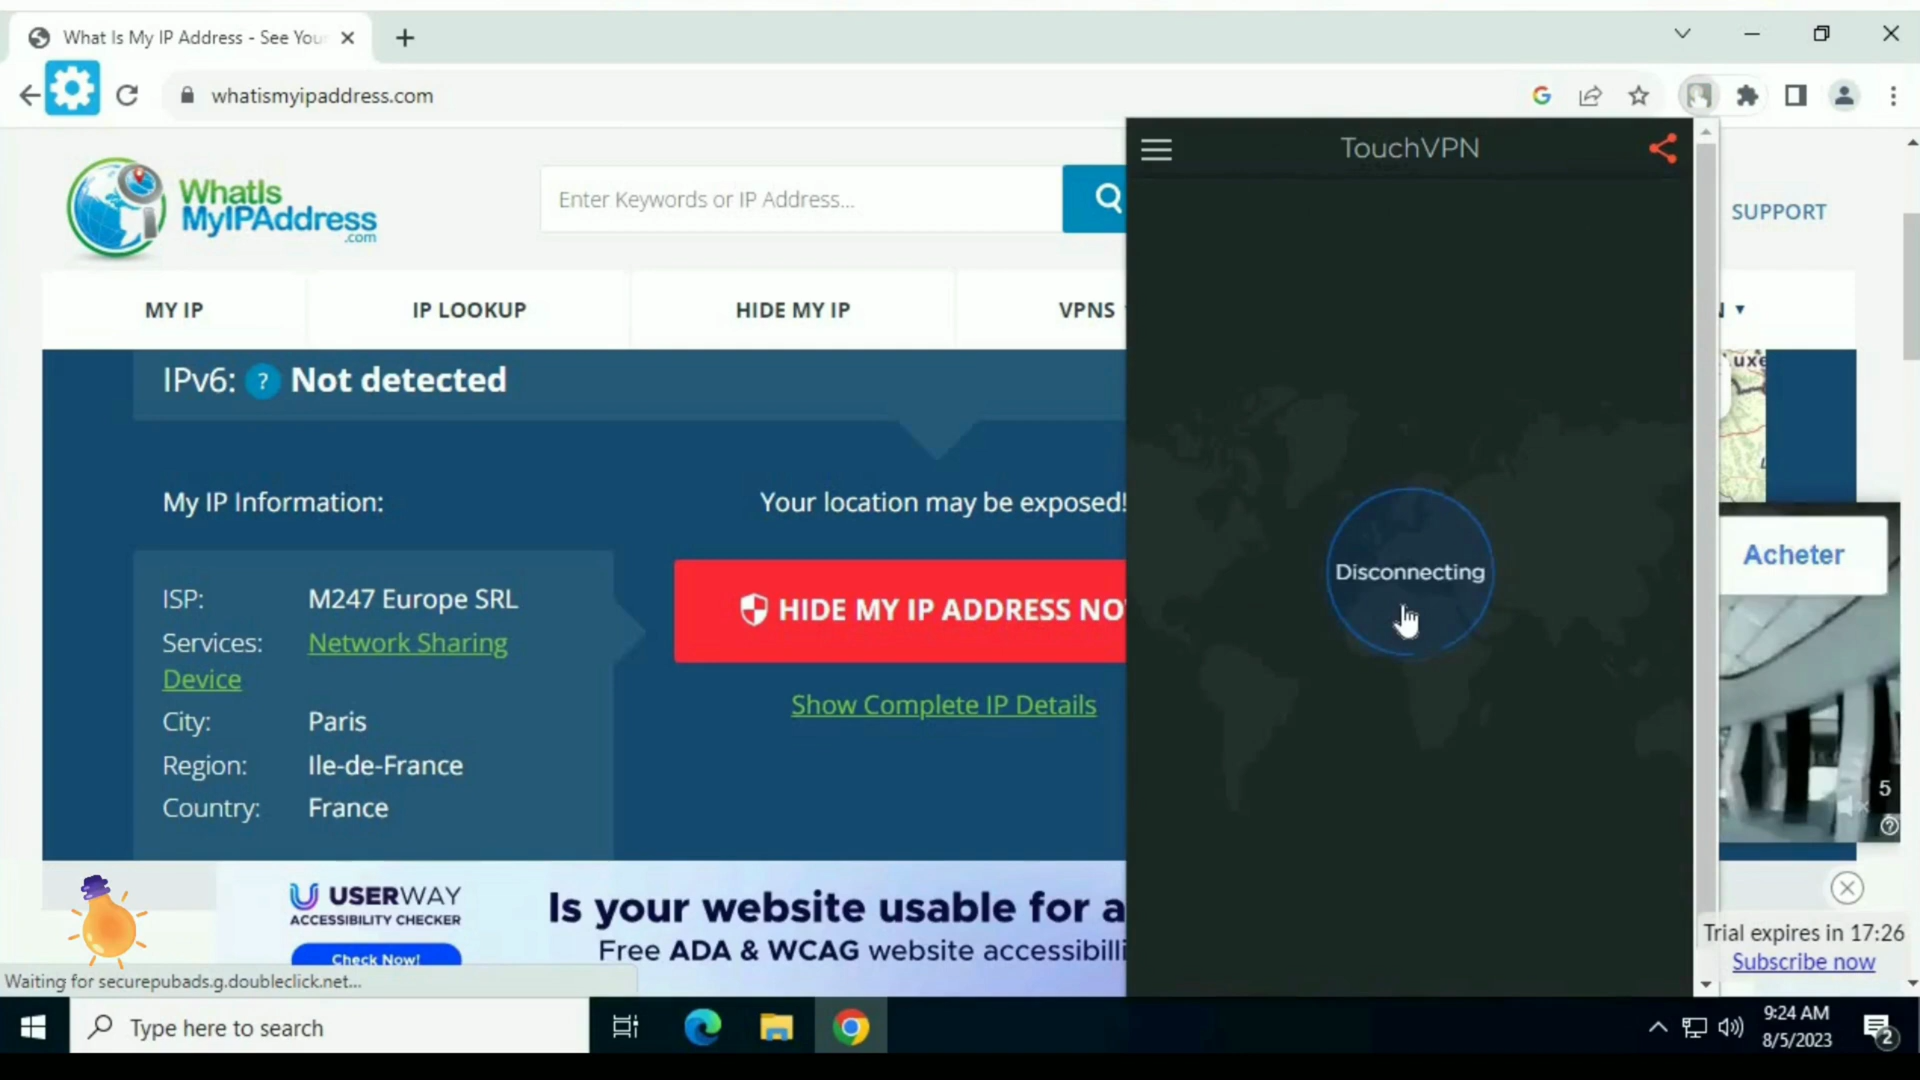 What Is My IP Address - See Your
whatismyipaddress.com
TouchVPN
WhatIs
MyIPAddress
.com
Enter Keywords or IP Address...
SUPPORT
MY IP
IP LOOKUP
HIDE MY IP
VPNS
IPv6: ? Not detected
My IP Information:
Your location may be exposed!
ISP: M247 Europe SRL
Services: Network Sharing
Device
City: Paris
Region: Ile-de-France
Country: France
HIDE MY IP ADDRESS NO
Show Complete IP Details
Disconnecting
Acheter
5
USERWAY
ACCESSIBILITY CHECKER
Check Now!
Is your website usable for a
Free ADA & WCAG website accessibili
Trial expires in 17:26
Subscribe now
Waiting for securepubads.g.doubleclick.net...
Type here to search
9:24 AM
8/5/2023
2